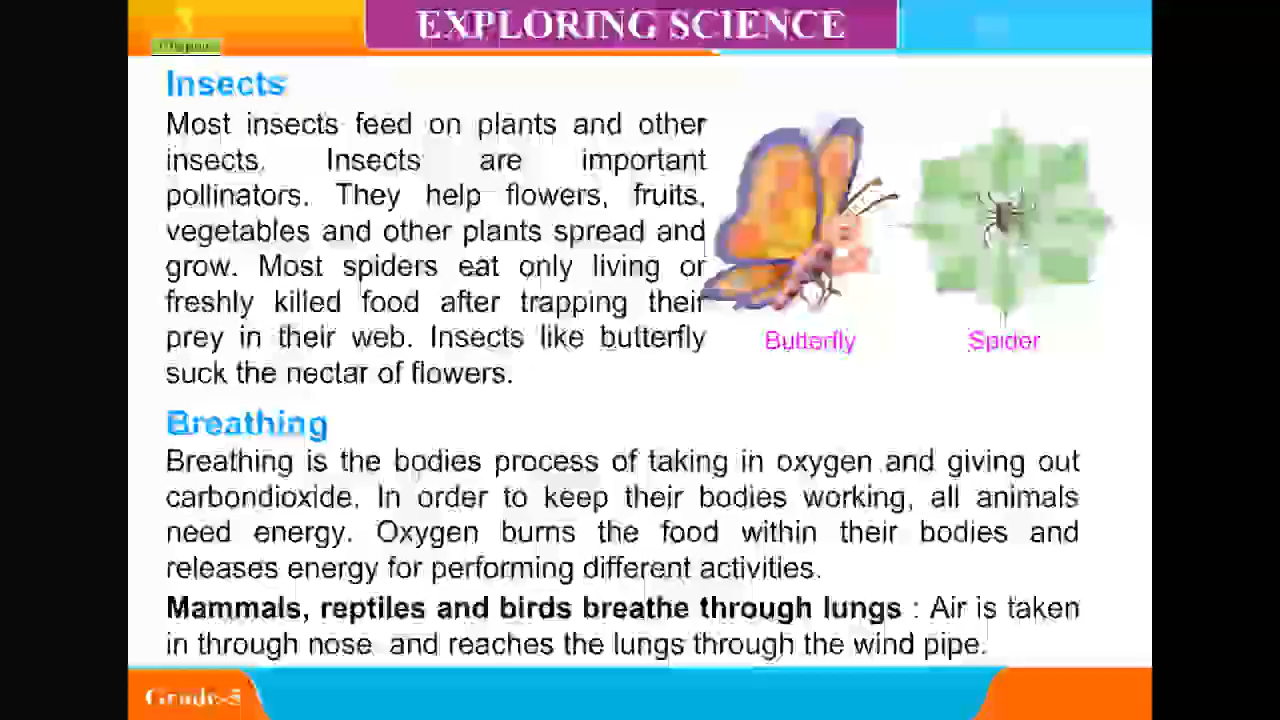 EXPLORING SCIENCE
Insects
Most insects feed on plants and other
insects. Insects are important
pollinators. They help flowers, fruits,
vegetables and other plants spread and
grow. Most spiders eat only living or
freshly killed food after trapping their
prey in their web. Insects like butterfly
suck the nectar of flowers.
Butterfly
Spider
Breathing
Breathing is the bodies process of taking in oxygen and giving out
carbondioxide. In order to keep their bodies working, all animals
need energy. Oxygen burns the food within their bodies and
releases energy for performing different activities.
Mammals, reptiles and birds breathe through lungs : Air is taken
in through nose and reaches the lungs through the wind pipe.
Grade-5